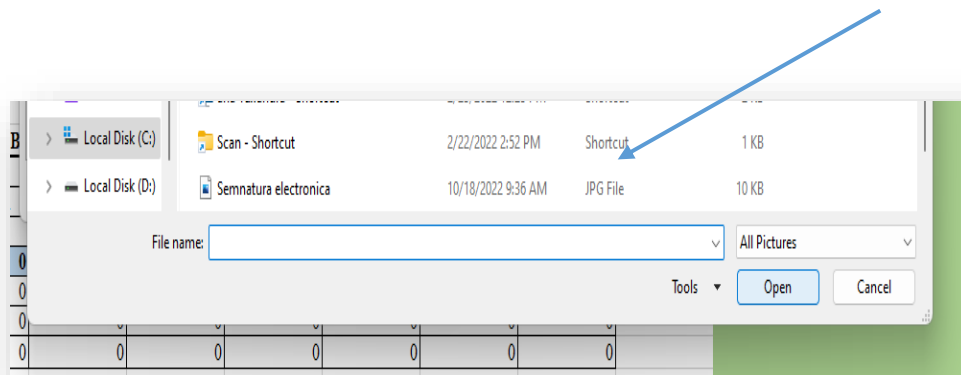 B
Local Disk (C:)
Scan - Shortcut 2/22/2022 2:52 PM Shortcut 1 KB
Local Disk (D:)
Semnatura electronica 10/18/2022 9:36 AM JPG File 10 KB
File name: All Pictures
0
Tools Open Cancel
0
0
0 0 0 0 0 0 0